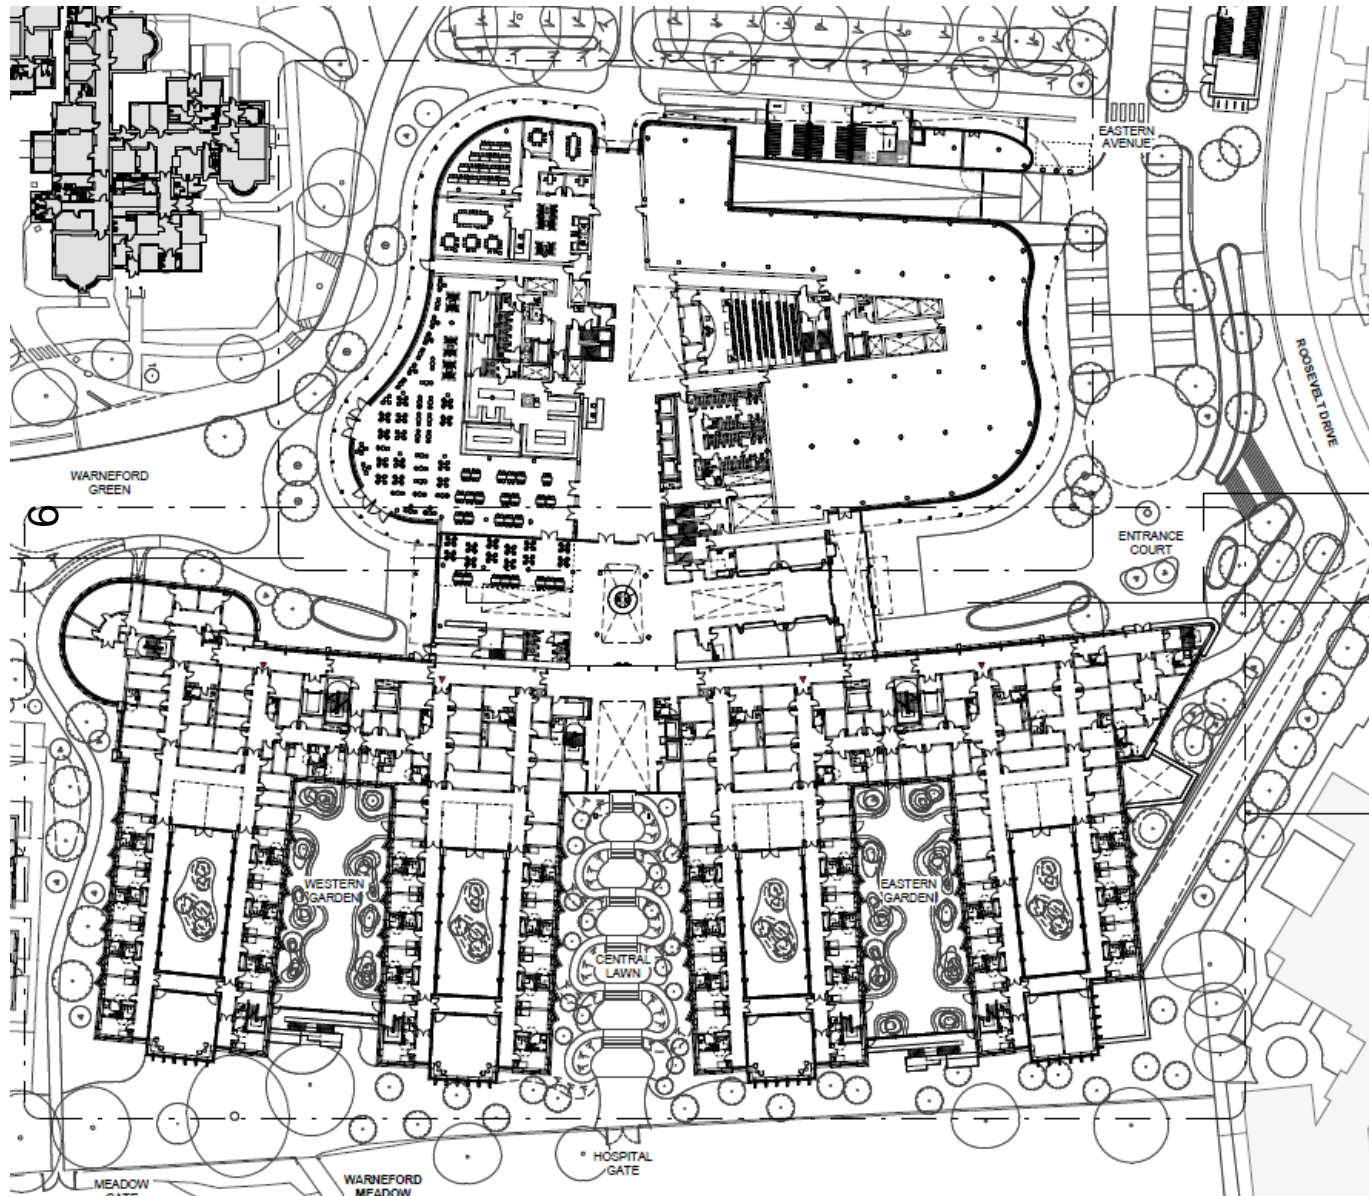 EASTERN
AVENUE
ROOSEVELT DRIVE
WARNEFORD
GREEN
6
ENTRANCE
COURT
WESTERN
GARDEN
EASTERN
GARDEN
CENTRAL
LAWN
HOSPITAL
GATE
MEADOW
GATE
WARNEFORD
MEADOW